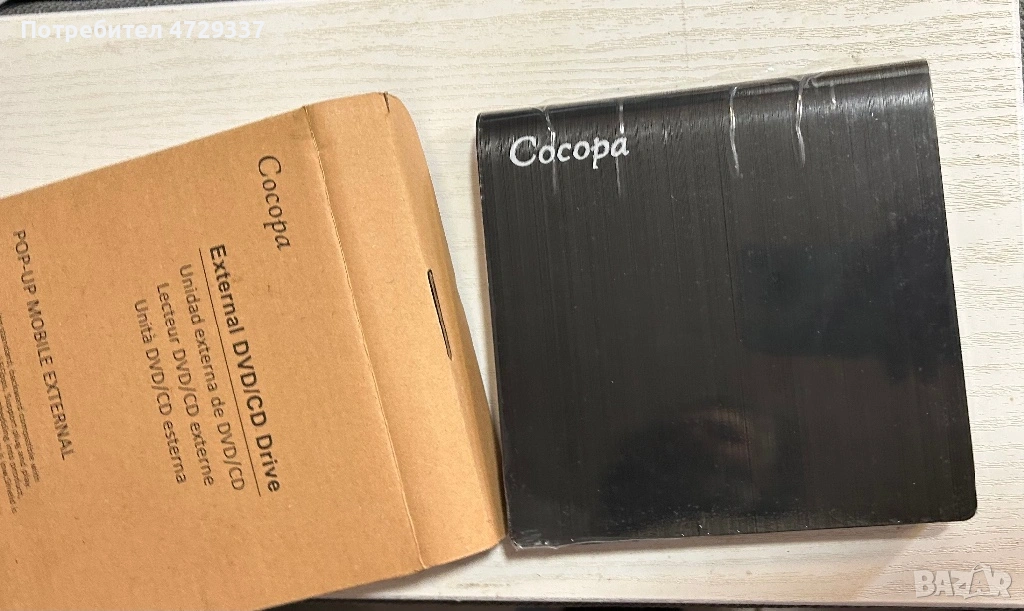 Потребител 4729337
Cocopa
External DVD/CD Drive
Unidad externa de DVD/CD
Lecteur DVD/CD externe
Unità DVD/CD esterna
POP-UP MOBILE EXTERNAL
Cocopa
BAZAR